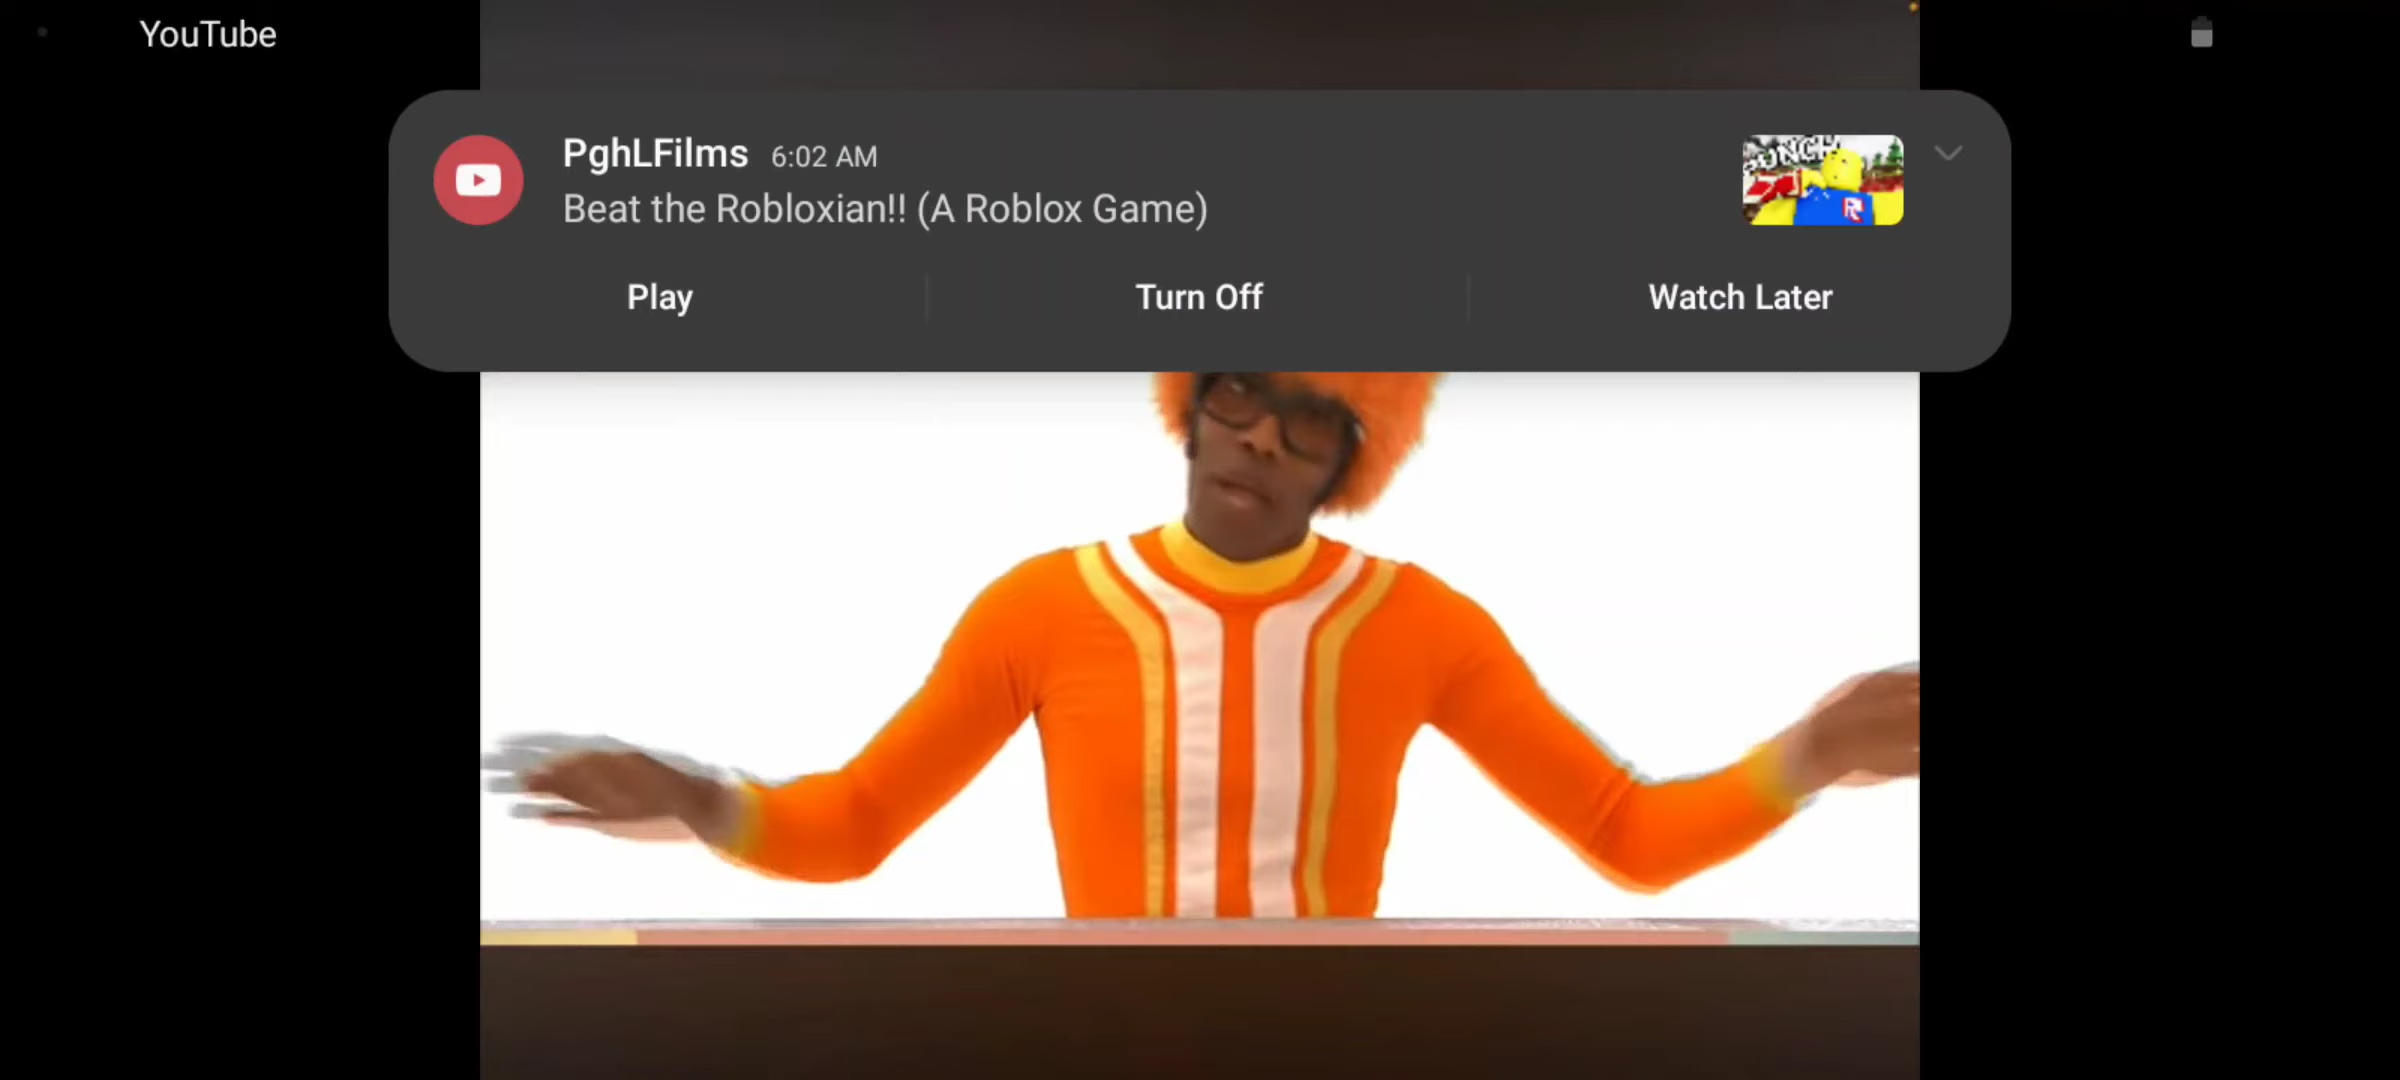 YouTube
PghLFilms 6:02 AM
Beat the Robloxian!! (A Roblox Game)
Play
Turn Off
Watch Later